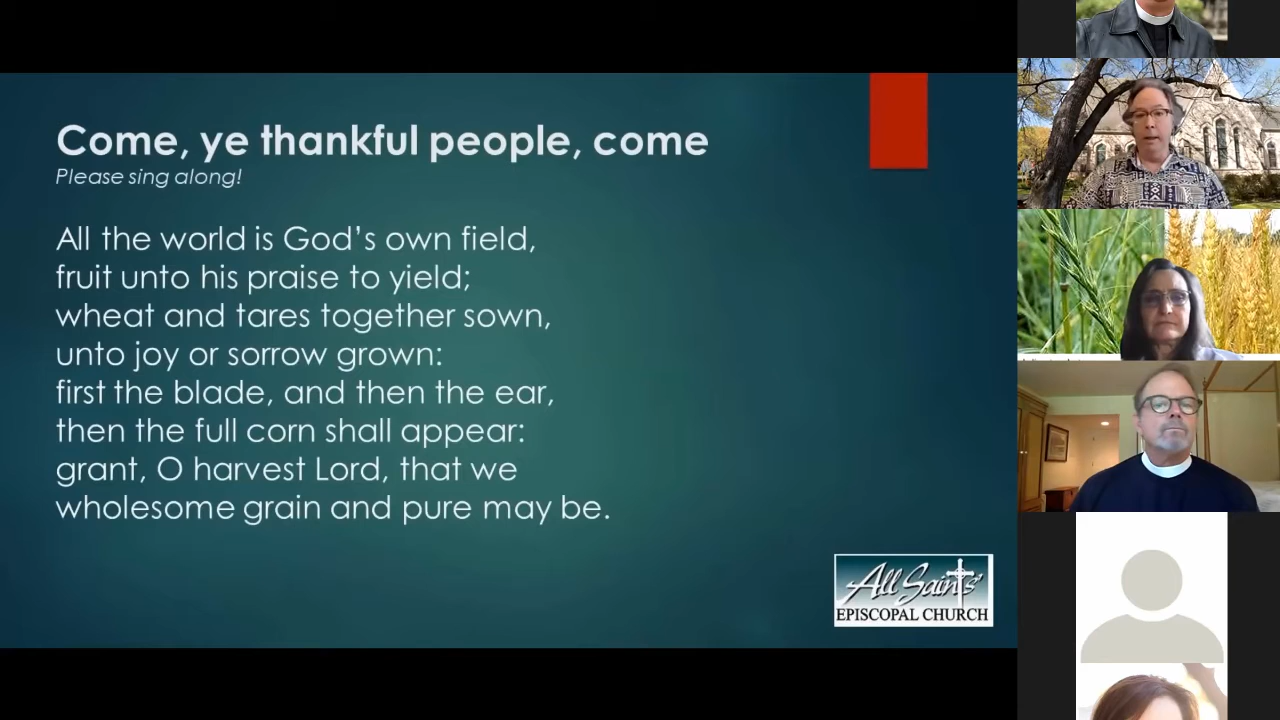 Come, ye thankful people, come
Please sing along!
All the world is God's own field,
fruit unto his praise to yield;
wheat and tares together sown,
unto joy or sorrow grown:
first the blade, and then the ear,
then the full corn shall appear:
grant, O harvest Lord, that we
wholesome grain and pure may be.
All Saints'
EPISCOPAL CHURCH